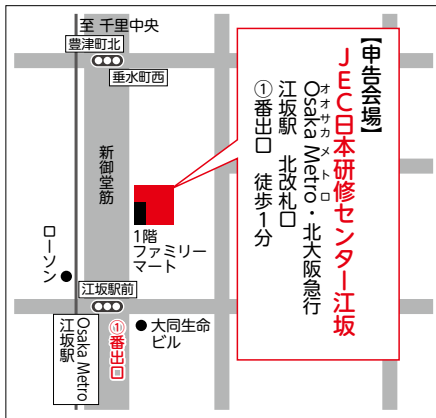 至 千里中央
豊津町北
垂水町西
新御堂筋
1階
ファミリー
マート
ローソン
江坂駅前
Osaka Metro
江坂駅
①番出口
大同生命
ビル
【申告会場】
JEC日本研修センター江坂
オオサカ メトロ
Osaka Metro・北大阪急行
江坂駅 北改札口
①番出口 徒歩1分